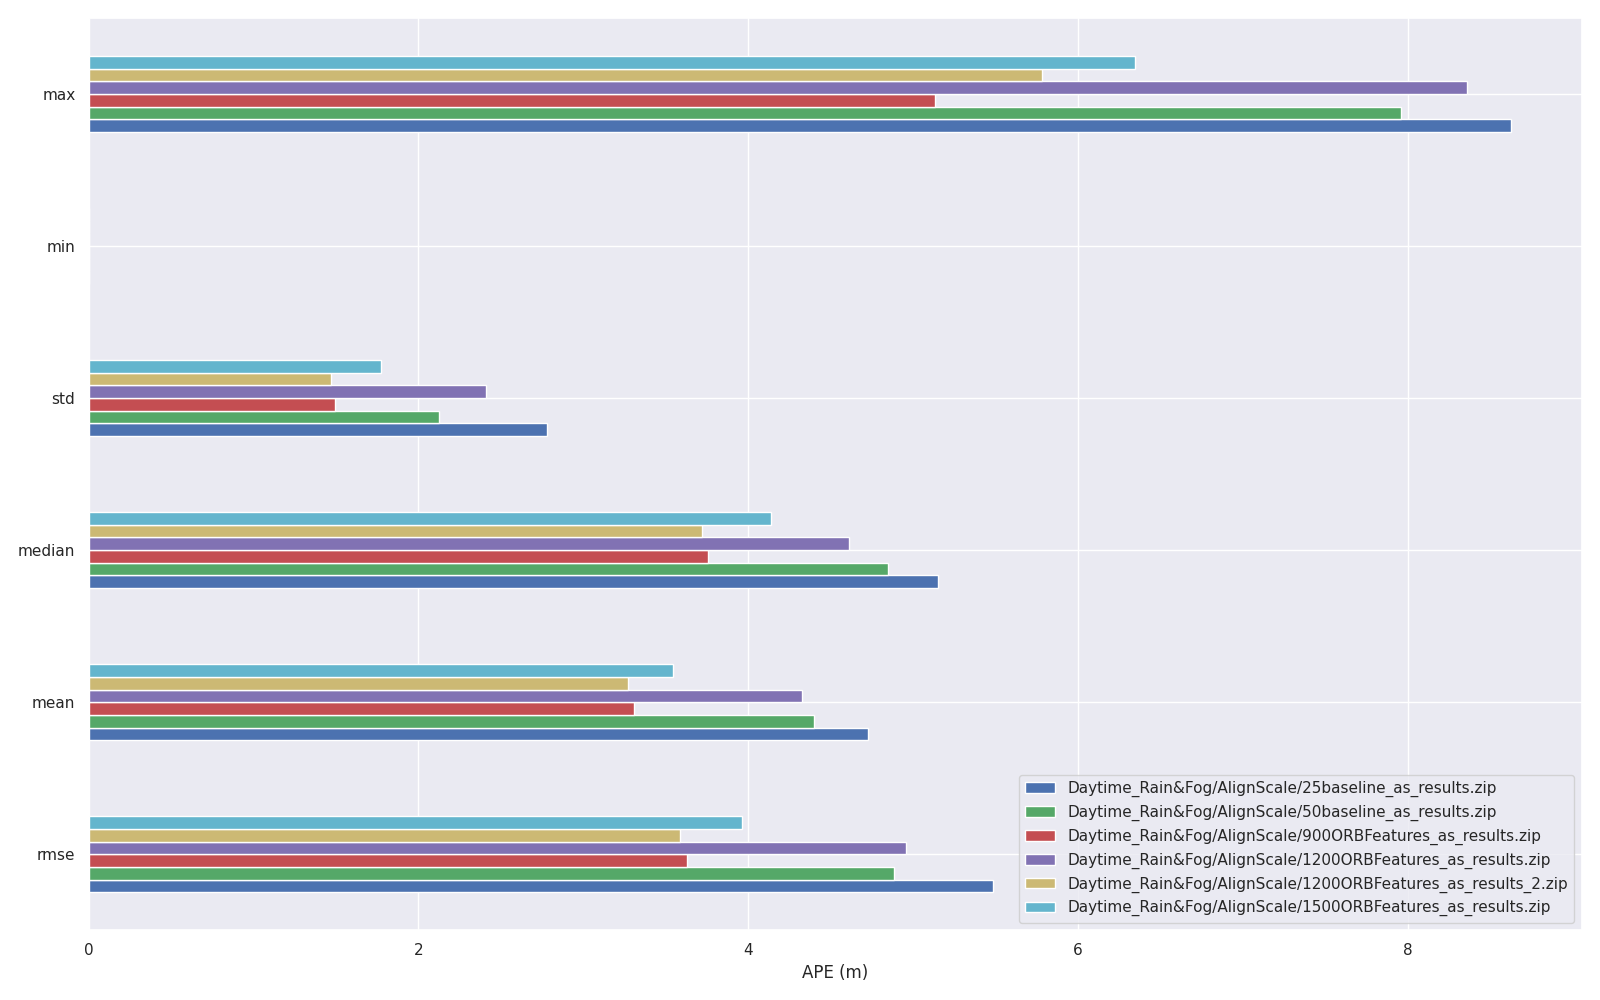 max
min
std
median
mean
rmse
Daytime_Rain&Fog/AlignScale/25baseline_as_results.zip
Daytime_Rain&Fog/AlignScale/50baseline_as_results.zip
Daytime_Rain&Fog/AlignScale/900ORBFeatures_as_results.zip
Daytime_Rain&Fog/AlignScale/1200ORBFeatures_as_results.zip
Daytime_Rain&Fog/AlignScale/1200ORBFeatures_as_results_2.zip
Daytime_Rain&Fog/AlignScale/1500ORBFeatures_as_results.zip
0 2 4 6 8
APE (m)